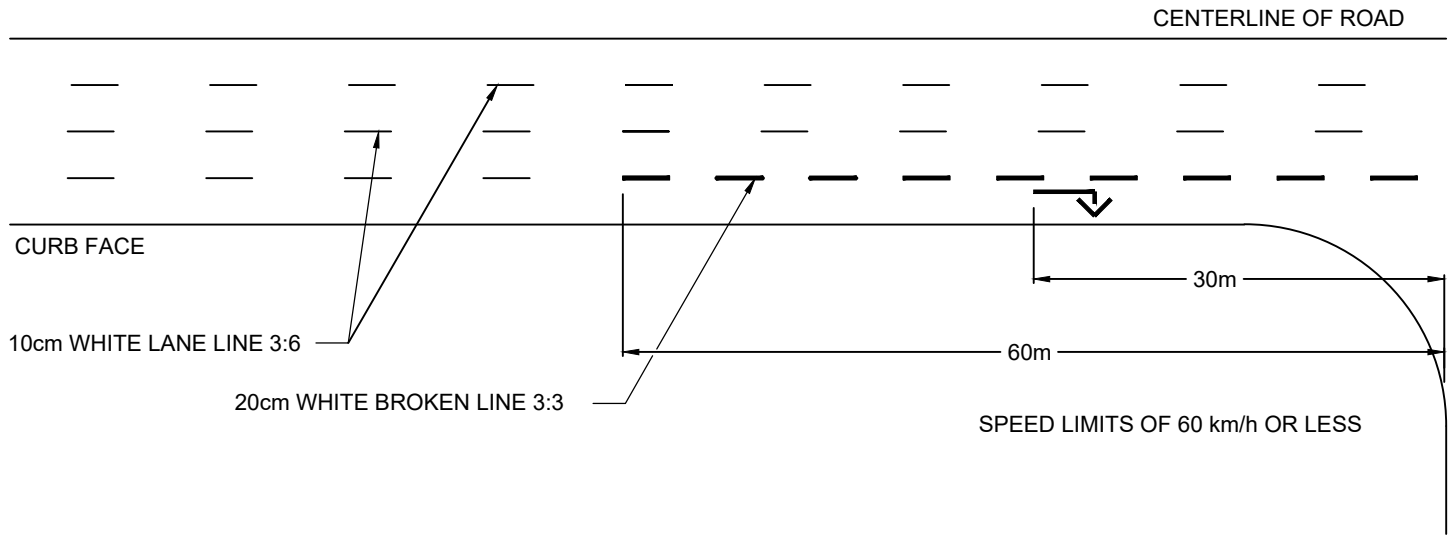 CENTERLINE OF ROAD
CURB FACE
30m
10cm WHITE LANE LINE 3:6
60m
20cm WHITE BROKEN LINE 3:3
SPEED LIMITS OF 60 km/h OR LESS